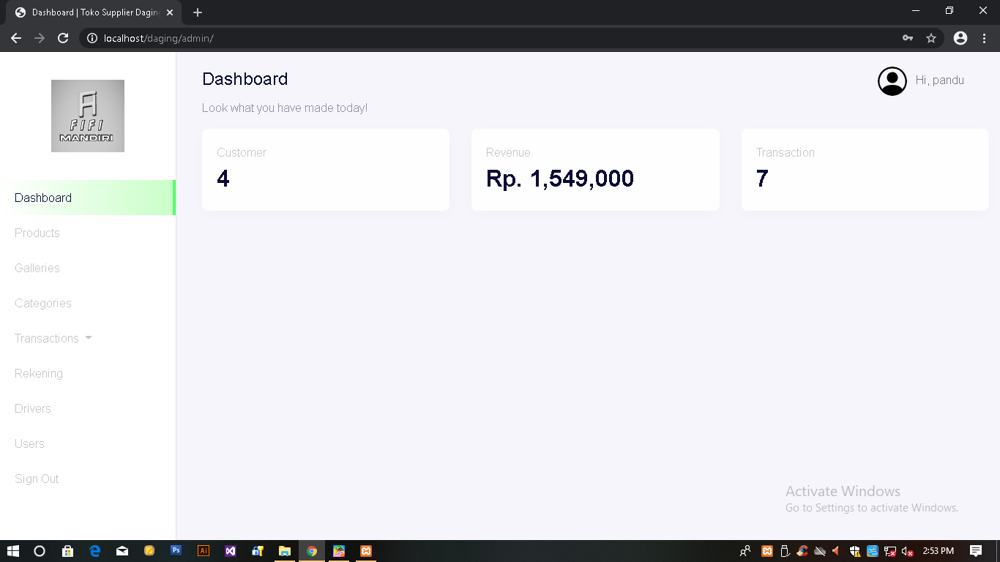 Dashboard | Toko Supplier Daging
localhost/daging/admin/
FIFI
MANDIRI
Dashboard
Products
Galleries
Categories
Transactions
Rekening
Drivers
Users
Sign Out
Dashboard
Hi, pandu
Look what you have made today!
Customer
4
Revenue
Rp. 1,549,000
Transaction
7
Activate Windows
Go to Settings to activate Windows.
Ps
Ai
2:53 PM